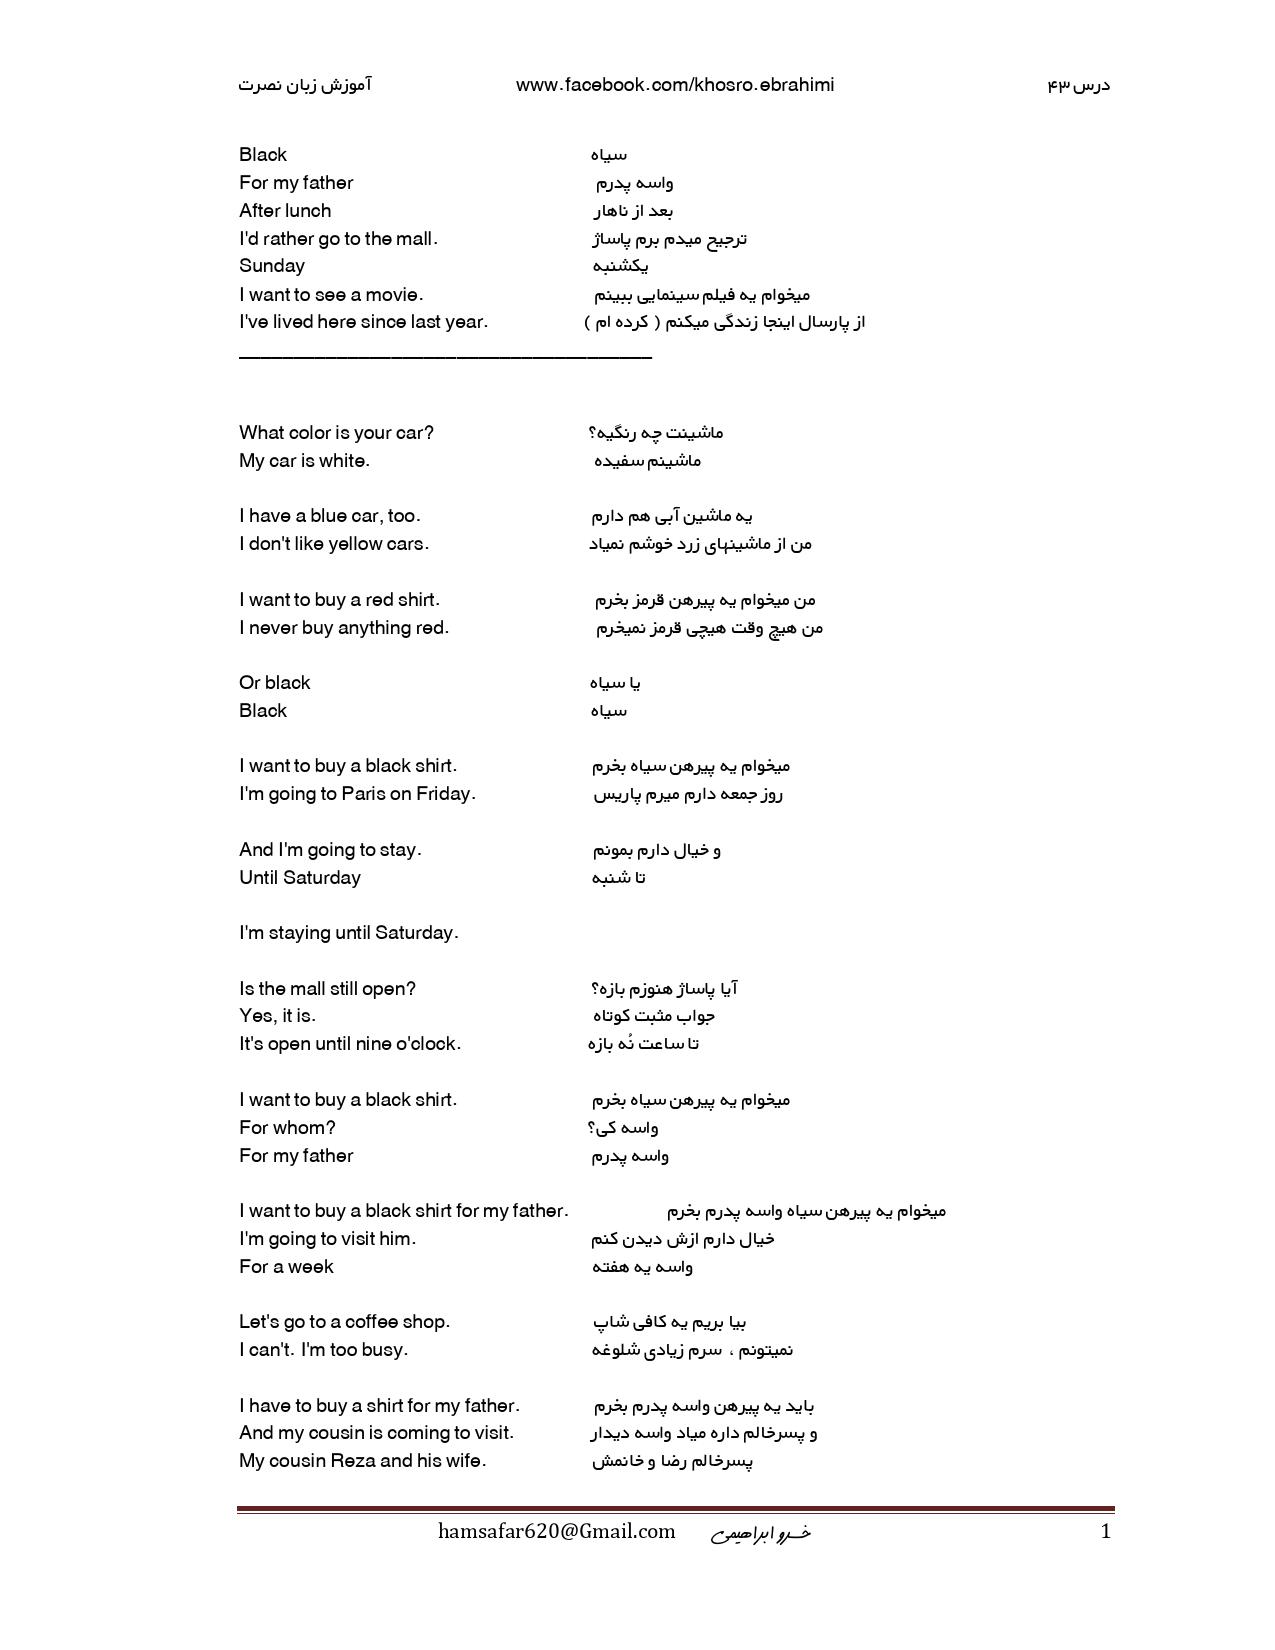 آموزش زبان نصرت www.facebook.com/khosro.ebrahimi درس ۴۳
Black سیاه
For my father واسه پدرم
After lunch بعد از ناهار
I'd rather go to the mall. ترجیح میدم برم پاساژ
Sunday یکشنبه
I want to see a movie. میخوام یه فیلم سینمایی ببینم
I've lived here since last year. از پارسال اینجا زندگی میکنم ( کرده ام )
______________________________________
What color is your car? ماشینت چه رنگیه؟
My car is white. ماشینم سفیده
I have a blue car, too. یه ماشین آبی هم دارم
I don't like yellow cars. من از ماشینهای زرد خوشم نمیاد
I want to buy a red shirt. من میخوام یه پیرهن قرمز بخرم
I never buy anything red. من هیچ وقت هیچی قرمز نمیخرم
Or black یا سیاه
Black سیاه
I want to buy a black shirt. میخوام یه پیرهن سیاه بخرم
I'm going to Paris on Friday. روز جمعه دارم میرم پاریس
And I'm going to stay. و خیال دارم بمونم
Until Saturday تا شنبه
I'm staying until Saturday.
Is the mall still open? آیا پاساژ هنوزم بازه؟
Yes, it is. جواب مثبت کوتاه
It's open until nine o'clock. تا ساعت نُه بازه
I want to buy a black shirt. میخوام یه پیرهن سیاه بخرم
For whom? واسه کی؟
For my father واسه پدرم
I want to buy a black shirt for my father. میخوام یه پیرهن سیاه واسه پدرم بخرم
I'm going to visit him. خیال دارم ازش دیدن کنم
For a week واسه یه هفته
Let's go to a coffee shop. بیا بریم یه کافی شاپ
I can't. I'm too busy. نمیتونم ، سرم زیادی شلوغه
I have to buy a shirt for my father. باید یه پیرهن واسه پدرم بخرم
And my cousin is coming to visit. و پسرخالم داره میاد واسه دیدار
My cousin Reza and his wife. پسرخالم رضا و خانمش
hamsafar620@Gmail.com خسرو ابراهیمی 1